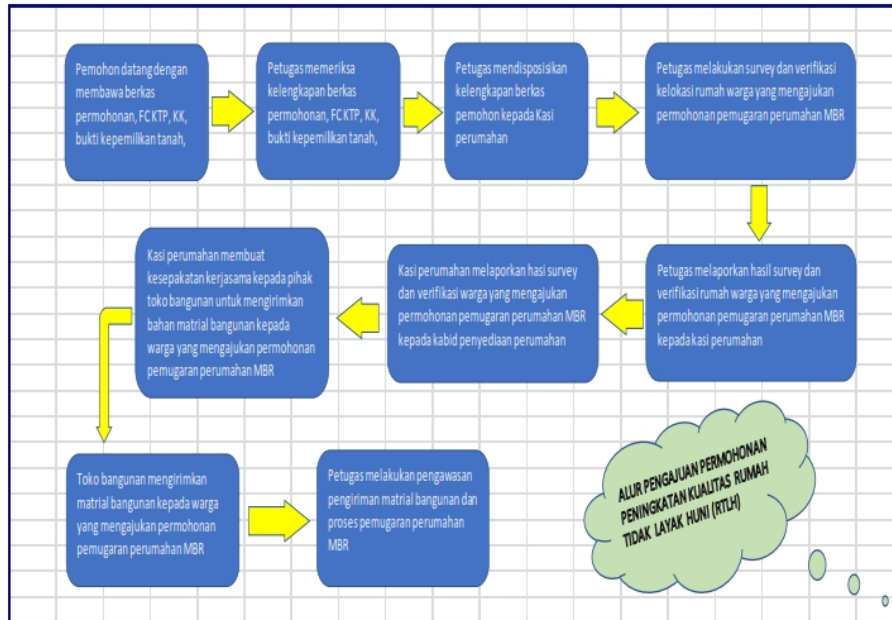 Pemohon datang dengan
membawa berkas
permohonan, FC KTP, KK,
bukti kepemilikan tanah,
Petugas memeriksa
kelengkapan berkas
permohonan, FC KTP, KK,
bukti kepemilikan tanah,
Petugas mendisposisikan
kelengkapan berkas
pemohon kepada Kasi
perumahan
Petugas melakukan survey dan verifikasi
kelokasi rumah warga yang mengajukan
permohonan pemugaran perumahan MBR
Petugas melaporkan hasil survey dan
verifikasi rumah warga yang mengajukan
permohonan pemugaran perumahan MBR
kepada kasi perumahan
Kasi perumahan melaporkan hasi survey
dan verifikasi warga yang mengajukan
permohonan pemugaran perumahan MBR
kepada kabid penyediaan perumahan
Kasi perumahan membuat
kesepakatan kerjasama kepada pihak
toko bangunan untuk mengirimkan
bahan matrial bangunan kepada
warga yang mengajukan permohonan
pemugaran perumahan MBR
Toko bangunan mengirimkan
matrial bangunan kepada warga
yang mengajukan permohonan
pemugaran perumahan MBR
Petugas melakukan pengawasan
pengiriman matrial bangunan dan
proses pemugaran perumahan
MBR
ALUR PENGAJUAN PERMOHONAN
PENINGKATAN KUALITAS RUMAH
TIDAK LAYAK HUNI (RTLH)